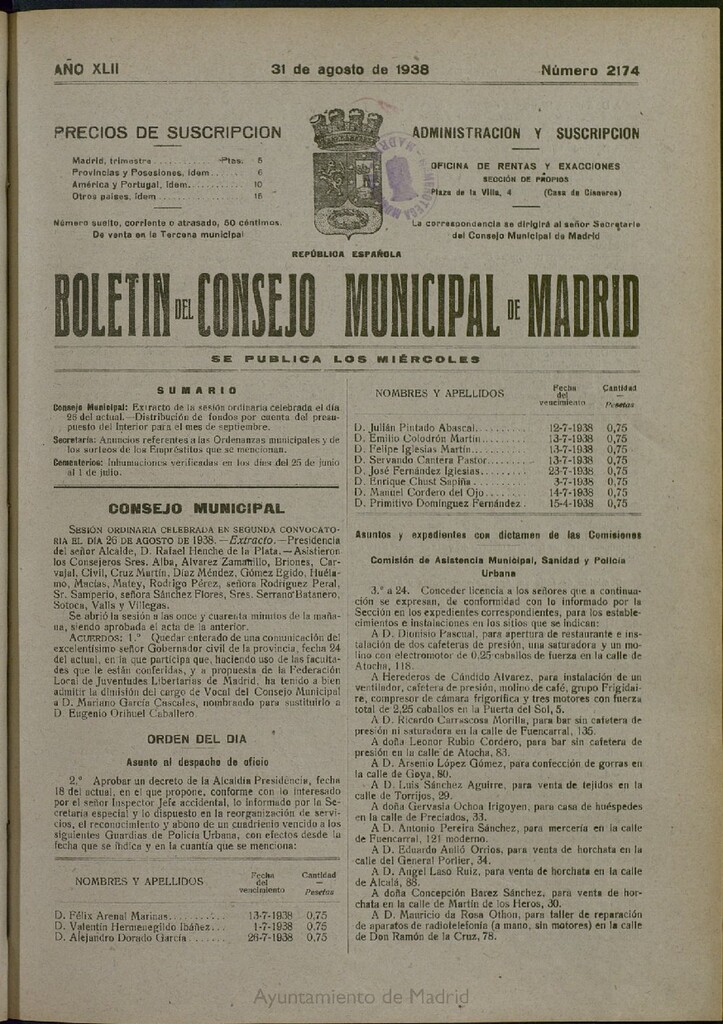 AÑO XLII
31 de agosto de 1938
Número 2174
PRECIOS DE SUSCRIPCION
Madrid, trimestre ........... Ptas. 5
Provincias y Posesiones, ídem ........ 6
América y Portugal, ídem ........ 10
Otros países, ídem ........ 15
Número suelto, corriente o atrasado, 50 céntimos.
De venta en la Tercena municipal
ADMINISTRACION Y SUSCRIPCION
OFICINA DE RENTAS Y EXACCIONES
SECCIÓN DE PROPIOS
Plaza de la Villa, 4 (Casa de Cisneros)
La correspondencia se dirigirá al señor Secretario
del Consejo Municipal de Madrid
REPÚBLICA ESPAÑOLA
BOLETIN DEL CONSEJO MUNICIPAL DE MADRID
SE PUBLICA LOS MIÉRCOLES
SUMARIO
Consejo Municipal: Extracto de la sesión ordinaria celebrada el día
26 del actual.—Distribución de fondos por cuenta del presu-
puesto del Interior para el mes de septiembre.
Secretaría: Anuncios referentes a las Ordenanzas municipales y de
los sorteos de los Empréstitos que se mencionan.
Cementerios: Inhumaciones verificadas en los días del 25 de junio
al 1 de julio.
CONSEJO MUNICIPAL
SESIÓN ORDINARIA CELEBRADA EN SEGUNDA CONVOCATO-
RIA EL DÍA 26 DE AGOSTO DE 1938.—Extracto.—Presidencia
del señor Alcalde, D. Rafael Henche de la Plata.—Asistieron
los Consejeros Sres. Alba, Alvarez Zamanillo, Briones, Car-
vajal, Civil, Cruz Martín, Díaz Méndez, Gómez Egido, Huéla-
mo, Macías, Matey, Rodrigo Pérez, señora Rodríguez Peral,
Sr. Samperio, señora Sánchez Flores, Sres. Serrano Batanero,
Sotoca, Valls y Villegas.
Se abrió la sesión a las once y cuarenta minutos de la maña-
na, siendo aprobada el acta de la anterior.
ACUERDOS: 1.º Quedar enterado de una comunicación del
excelentísimo señor Gobernador civil de la provincia, fecha 24
del actual, en la que participa que, haciendo uso de las faculta-
des que le están conferidas, y a propuesta de la Federación
Local de Juventudes Libertarias de Madrid, ha tenido a bien
admitir la dimisión del cargo de Vocal del Consejo Municipal
a D. Mariano García Cascales, nombrando para sustituirlo a
D. Eugenio Orihuel Caballero.
ORDEN DEL DIA
Asunto al despacho de oficio
2.º Aprobar un decreto de la Alcaldía Presidencia, fecha
18 del actual, en el que propone, conforme con lo interesado
por el señor Inspector Jefe accidental, lo informado por la Se-
cretaría especial y lo dispuesto en la reorganización de servi-
cios, el reconocimiento y abono de un cuadrienio vencido a los
siguientes Guardias de Policía Urbana, con efectos desde la
fecha que se indica y en la cuantía que se menciona:
NOMBRES Y APELLIDOS
Fecha del vencimiento
Cantidad — Pesetas
D. Félix Arenal Marinas ........ 13-7-1938 0,75
D. Valentín Hermenegildo Ibáñez... 1-7-1938 0,75
D. Alejandro Dorado García ...... 26-7-1938 0,75
NOMBRES Y APELLIDOS
Fecha del vencimiento
Cantidad — Pesetas
D. Julián Pintado Abascal ........ 12-7-1938 0,75
D. Emilio Colodrón Martín ........ 13-7-1938 0,75
D. Felipe Iglesias Martín ........ 13-7-1938 0,75
D. Servando Cantera Pastor ........ 13-7-1938 0,75
D. José Fernández Iglesias ........ 23-7-1938 0,75
D. Enrique Chust Sapiña ........ 3-7-1938 0,75
D. Manuel Cordero del Ojo ........ 14-7-1938 0,75
D. Primitivo Domínguez Fernández. 15-4-1938 0,75
Asuntos y expedientes con dictamen de las Comisiones
Comisión de Asistencia Municipal, Sanidad y Policía
Urbana
3.º a 24. Conceder licencia a los señores que a continua-
ción se expresan, de conformidad con lo informado por la
Sección en los expedientes correspondientes, para los estable-
cimientos e instalaciones en los sitios que se indican:
A D. Dionisio Pascual, para apertura de restaurante e ins-
talación de dos cafeteras de presión, una saturadora y un mo-
lino con electromotor de 0,25 caballos de fuerza en la calle de
Atocha, 118.
A Herederos de Cándido Alvarez, para instalación de un
ventilador, cafetera de presión, molino de café, grupo Frigidai-
re, compresor de cámara frigorífica y tres motores con fuerza
total de 2,25 caballos en la Puerta del Sol, 5.
A D. Ricardo Carrascosa Morilla, para bar sin cafetera de
presión ni saturadora en la calle de Fuencarral, 135.
A doña Leonor Rubio Cordero, para bar sin cafetera de
presión en la calle de Atocha, 83.
A D. Arsenio López Gómez, para confección de gorras en
la calle de Goya, 80.
A D. Luis Sánchez Aguirre, para venta de tejidos en la
calle de Torrijos, 29.
A doña Gervasia Ochoa Irigoyen, para casa de huéspedes
en la calle de Preciados, 33.
A D. Antonio Pereira Sánchez, para mercería en la calle
de Fuencarral, 121 moderno.
A D. Eduardo Anlió Orrios, para venta de horchata en la
calle del General Porlier, 34.
A D. Angel Laso Ruiz, para venta de horchata en la calle
de Alcalá, 88.
A doña Concepción Barez Sánchez, para venta de hor-
chata en la calle de Martín de los Heros, 30.
A D. Mauricio da Rosa Othon, para taller de reparación
de aparatos de radiotelefonía (a mano, sin motores) en la calle
de Don Ramón de la Cruz, 78.
Ayuntamiento de Madrid